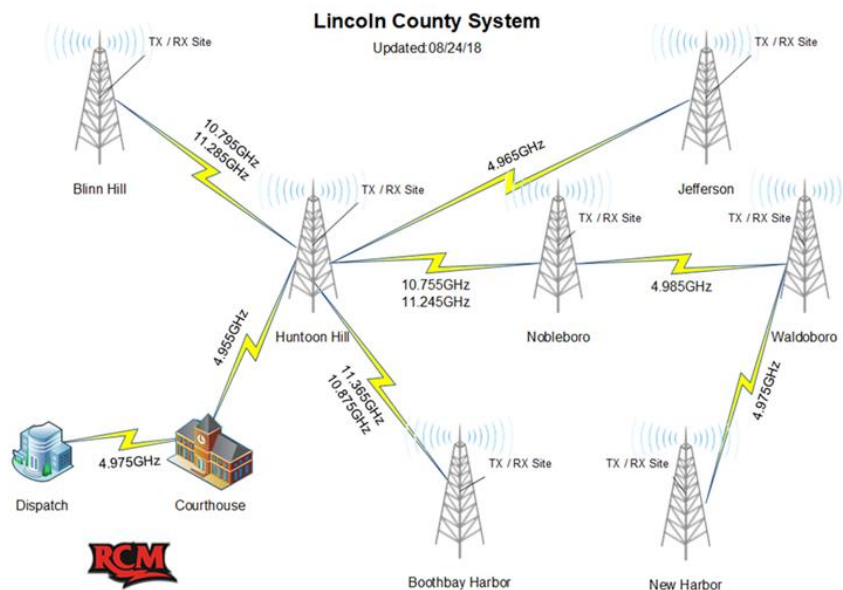 Lincoln County System
Updated:08/24/18
TX / RX Site
TX / RX Site
Blinn Hill
10.795GHz
11.285GHz
4.965GHz
Jefferson
TX / RX Site
TX / RX Site
TX / RX Site
Huntoon Hill
10.755GHz
11.245GHz
Nobleboro
4.985GHz
Waldoboro
4.955GHz
11.365GHz
10.875GHz
4.975GHz
4.975GHz
Dispatch
Courthouse
TX / RX Site
TX / RX Site
RCM
Boothbay Harbor
New Harbor